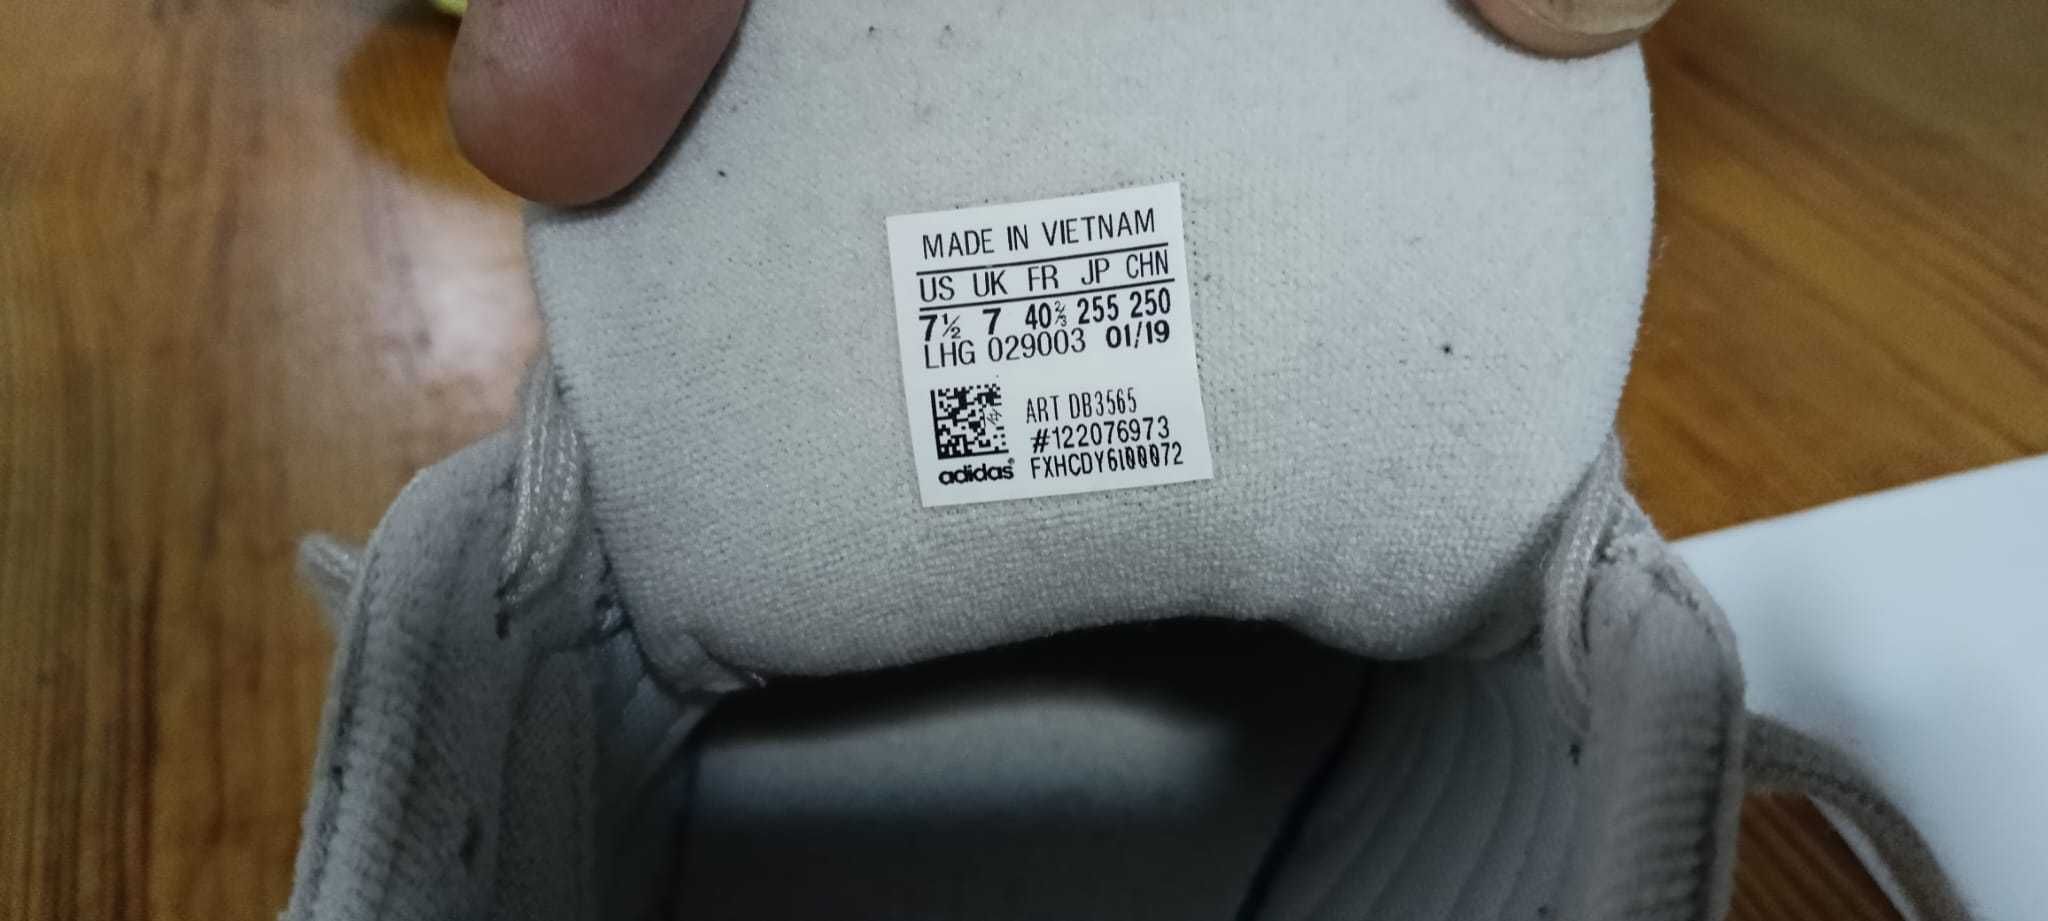 MADE IN VIETNAM
US UK FR JP CHN
7½ 7 40⅔ 255 250
LHG 029003 01/19
ART DB3565
#122076973
adidas® FXHCDY6100072